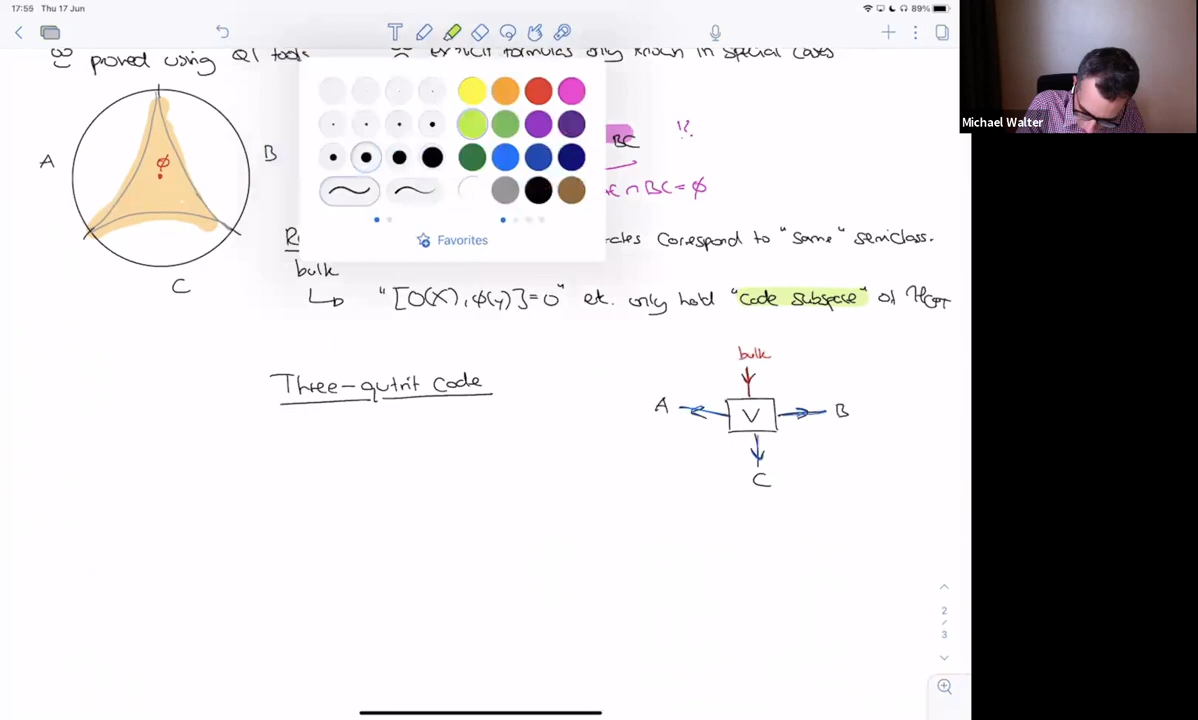 17:55 Thu 17 Jun
89%
proved using QI tools
explicit formulas only known in special cases
Michael Walter
BC
!?
A
B
ϕ
∩ BC = ∅
Favorites
correspond to "same" semiclass.
C
bulk
↳ "[O(X), ϕ(y)] = 0" etc. only hold "code subspace" of
bulk
Three-qutrit code
A
V
B
C
2
/
3